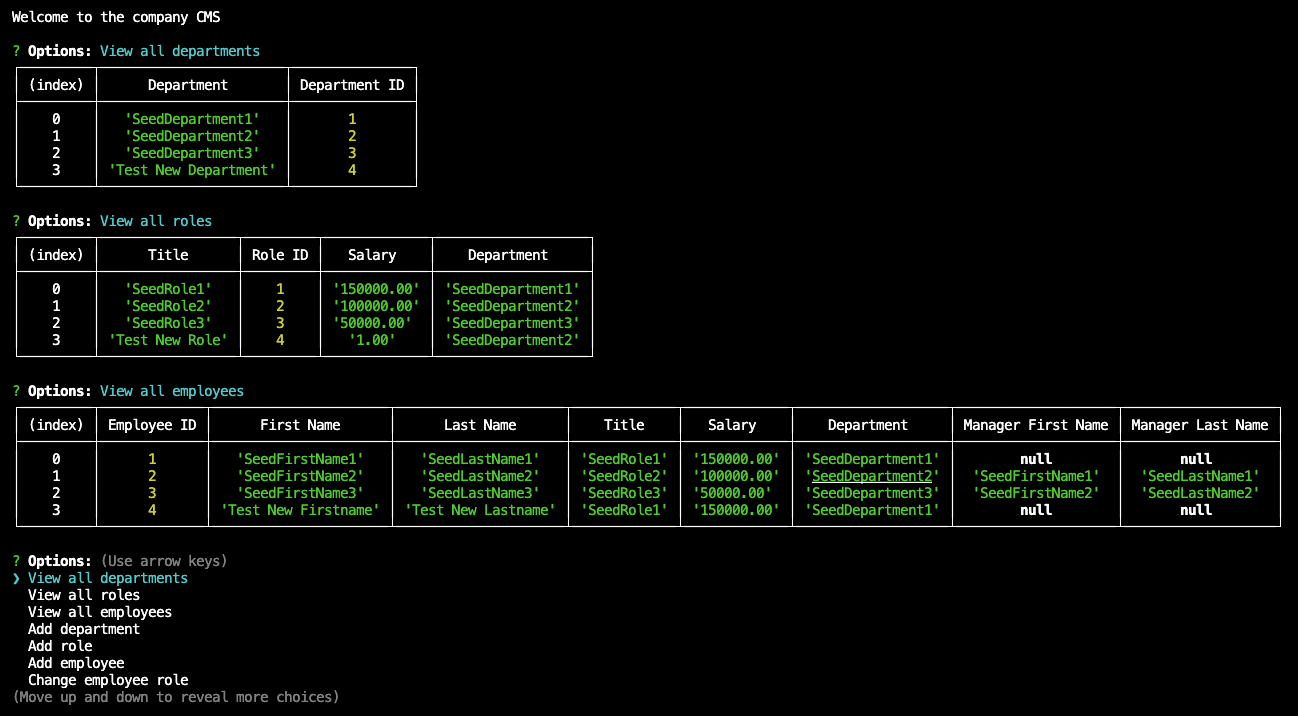 Welcome to the company CMS
? Options: View all departments
(index) Department Department ID
0 'SeedDepartment1' 1
1 'SeedDepartment2' 2
2 'SeedDepartment3' 3
3 'Test New Department' 4
? Options: View all roles
(index) Title Role ID Salary Department
0 'SeedRole1' 1 '150000.00' 'SeedDepartment1'
1 'SeedRole2' 2 '100000.00' 'SeedDepartment2'
2 'SeedRole3' 3 '50000.00' 'SeedDepartment3'
3 'Test New Role' 4 '1.00' 'SeedDepartment2'
? Options: View all employees
(index) Employee ID First Name Last Name Title Salary Department Manager First Name Manager Last Name
0 1 'SeedFirstName1' 'SeedLastName1' 'SeedRole1' '150000.00' 'SeedDepartment1' null null
1 2 'SeedFirstName2' 'SeedLastName2' 'SeedRole2' '100000.00' 'SeedDepartment2' 'SeedFirstName1' 'SeedLastName1'
2 3 'SeedFirstName3' 'SeedLastName3' 'SeedRole3' '50000.00' 'SeedDepartment3' 'SeedFirstName2' 'SeedLastName2'
3 4 'Test New Firstname' 'Test New Lastname' 'SeedRole1' '150000.00' 'SeedDepartment1' null null
? Options: (Use arrow keys)
❯ View all departments
View all roles
View all employees
Add department
Add role
Add employee
Change employee role
(Move up and down to reveal more choices)